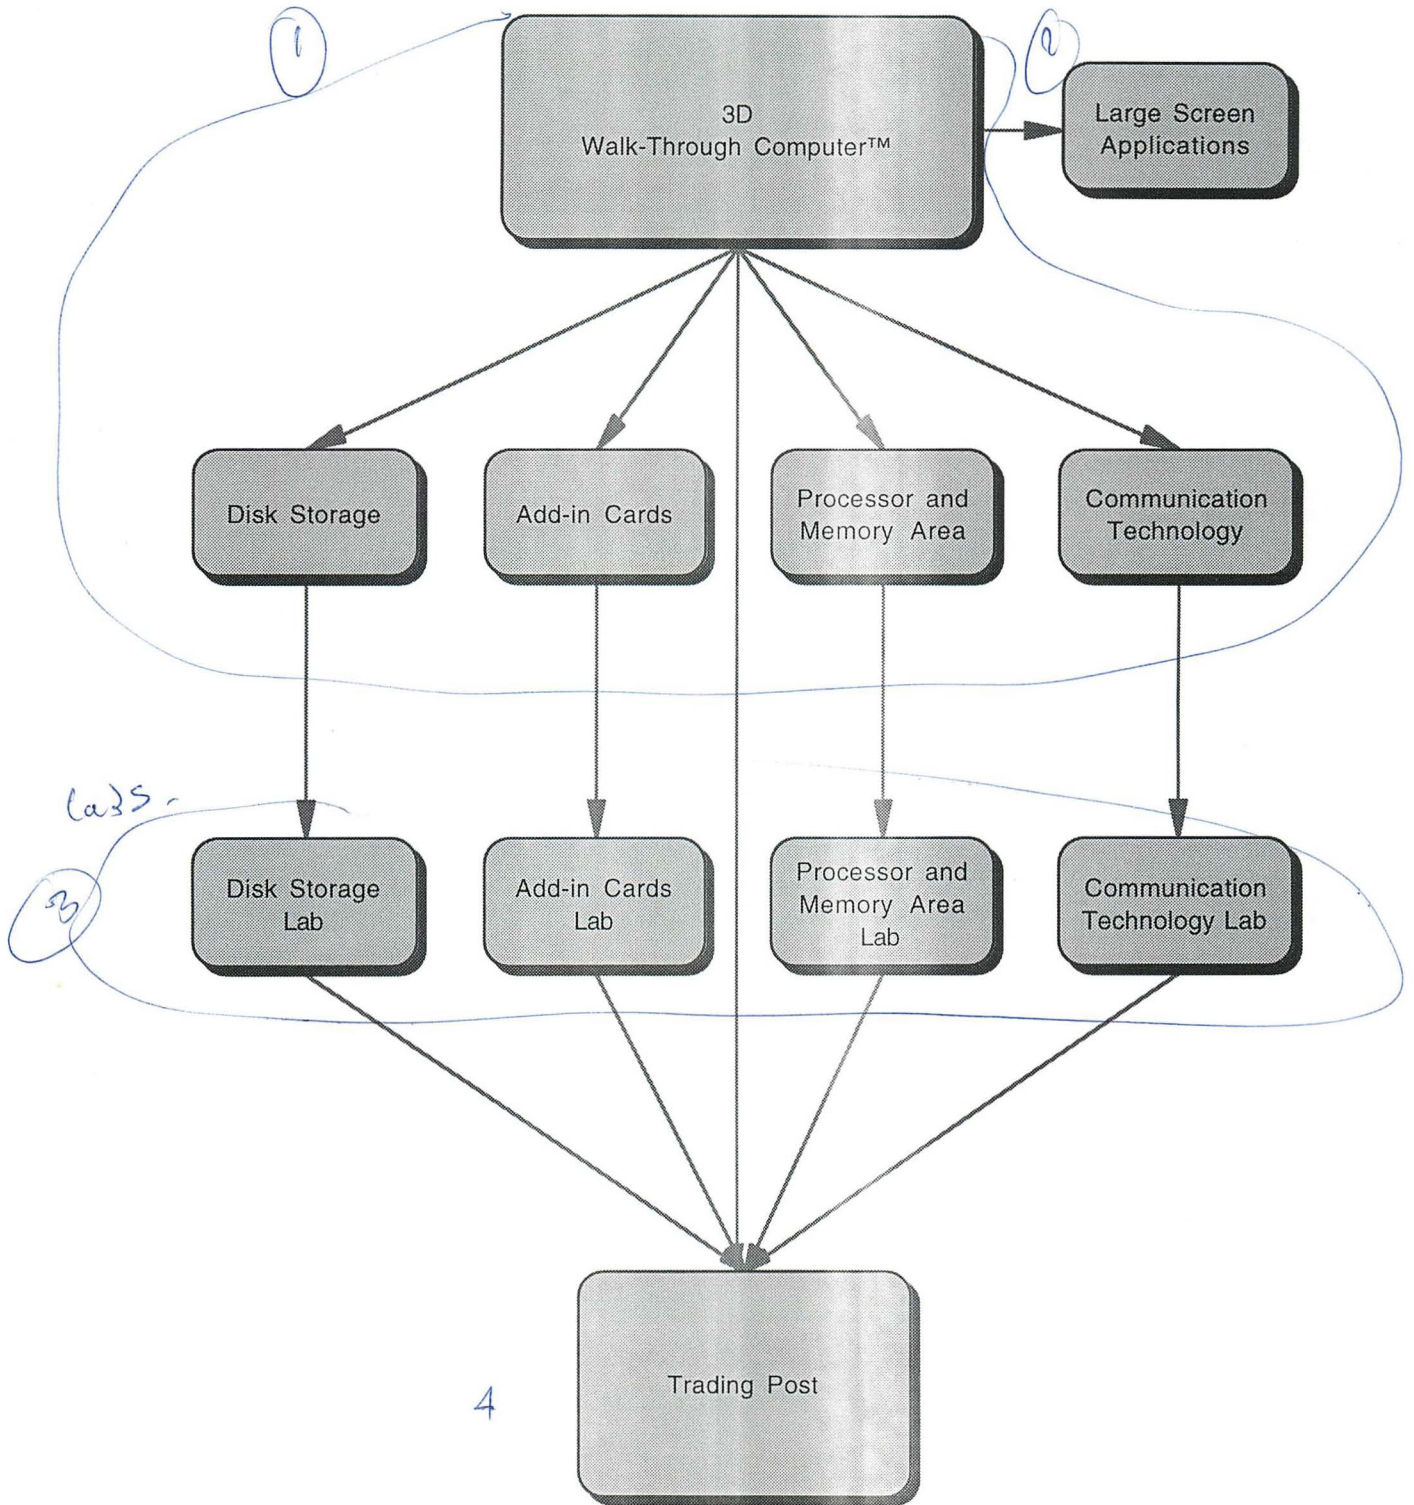 1
2
3D
Walk-Through Computer™
Large Screen
Applications
Disk Storage
Add-in Cards
Processor and
Memory Area
Communication
Technology
labs.
3
Disk Storage
Lab
Add-in Cards
Lab
Processor and
Memory Area
Lab
Communication
Technology Lab
Trading Post
4